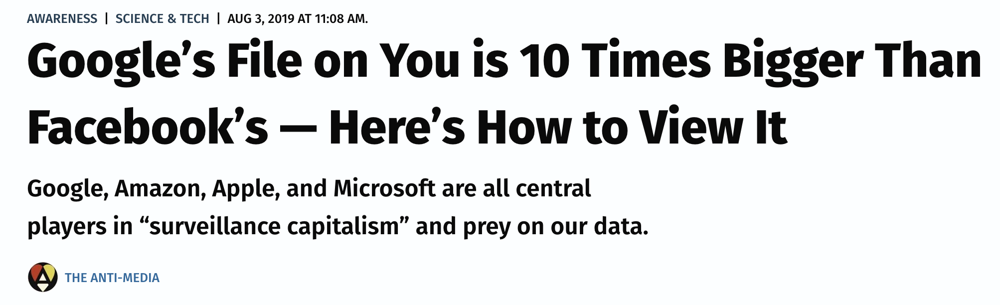 AWARENESS | SCIENCE & TECH | AUG 3, 2019 AT 11:08 AM.
Google’s File on You is 10 Times Bigger Than
Facebook’s — Here’s How to View It
Google, Amazon, Apple, and Microsoft are all central
players in “surveillance capitalism” and prey on our data.
THE ANTI-MEDIA